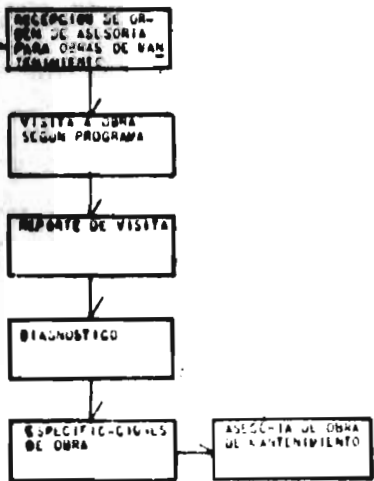 RECEPCION DE OR-
DEN DE ASESORIA
PARA OBRAS DE MAN
TENIMIENTO
VISITA A OBRA
SEGUN PROGRAMA
REPORTE DE VISITA
DIAGNOSTICO
ESPECIFICACIONES
DE OBRA
ASESORIA DE OBRA
DE MANTENIMIENTO